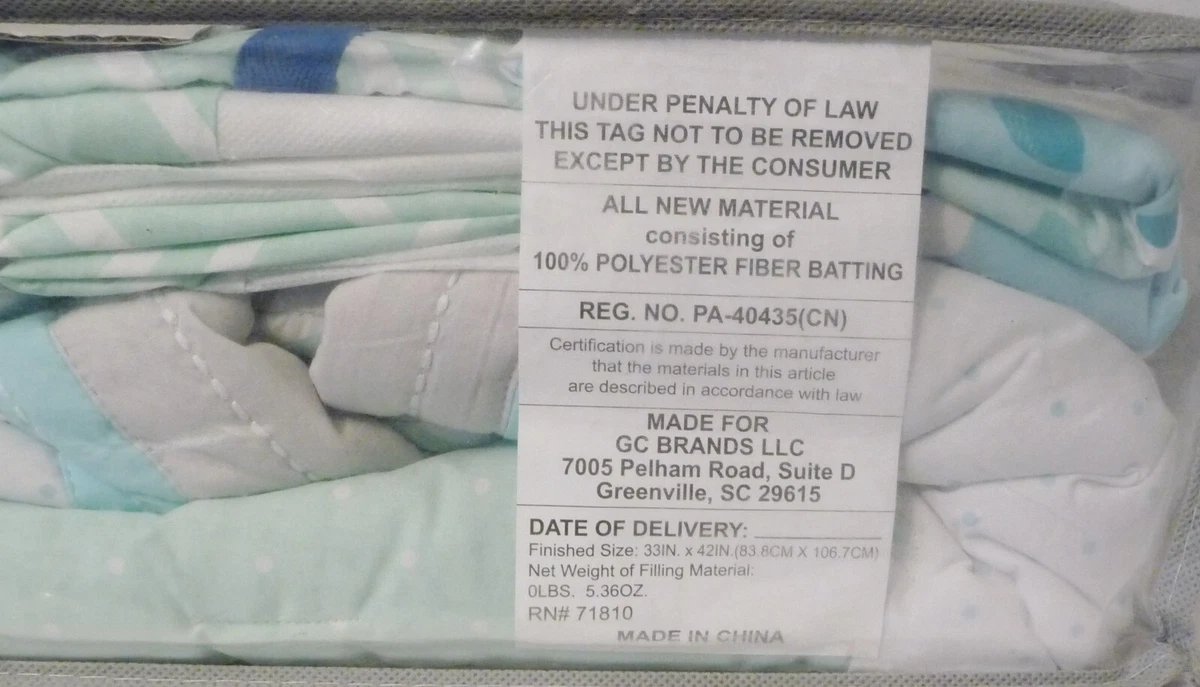 UNDER PENALTY OF LAW
THIS TAG NOT TO BE REMOVED
EXCEPT BY THE CONSUMER
ALL NEW MATERIAL
consisting of
100% POLYESTER FIBER BATTING
REG. NO. PA-40435(CN)
Certification is made by the manufacturer
that the materials in this article
are described in accordance with law
MADE FOR
GC BRANDS LLC
7005 Pelham Road, Suite D
Greenville, SC 29615
DATE OF DELIVERY:
Finished Size: 33IN. x 42IN.(83.8CM X 106.7CM)
Net Weight of Filling Material:
0LBS. 5.36OZ.
RN# 71810
MADE IN CHINA